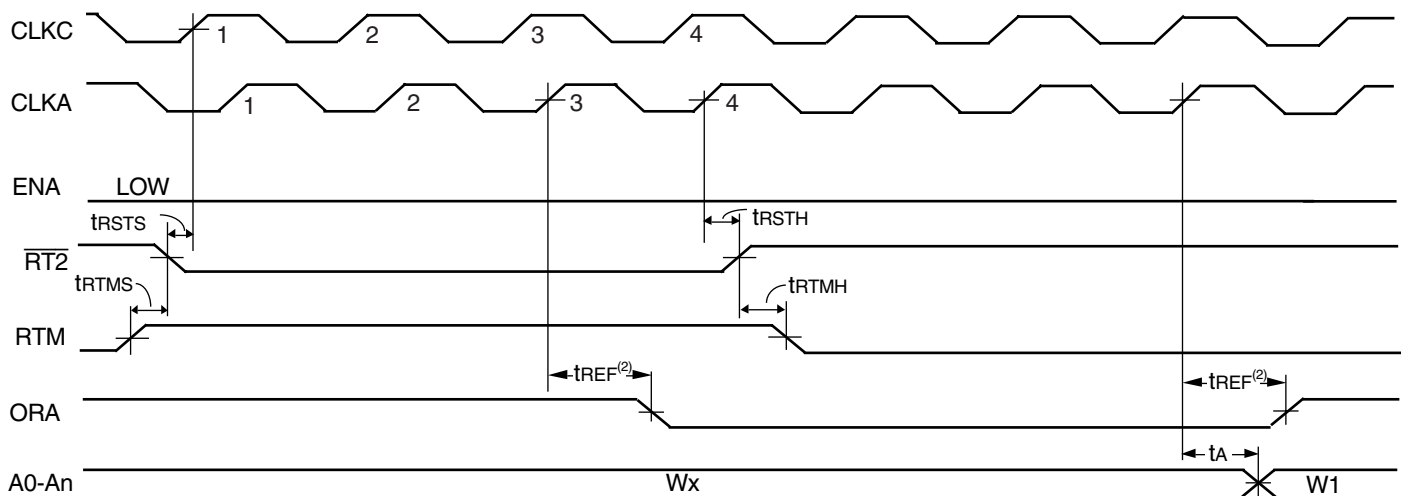 CLKC 1 2 3 4
CLKA 1 2 3 4
ENA LOW
tRSTS tRSTH
RT2
tRTMS tRTMH
RTM
tREF(2) tREF(2)
ORA
tA
A0-An Wx W1